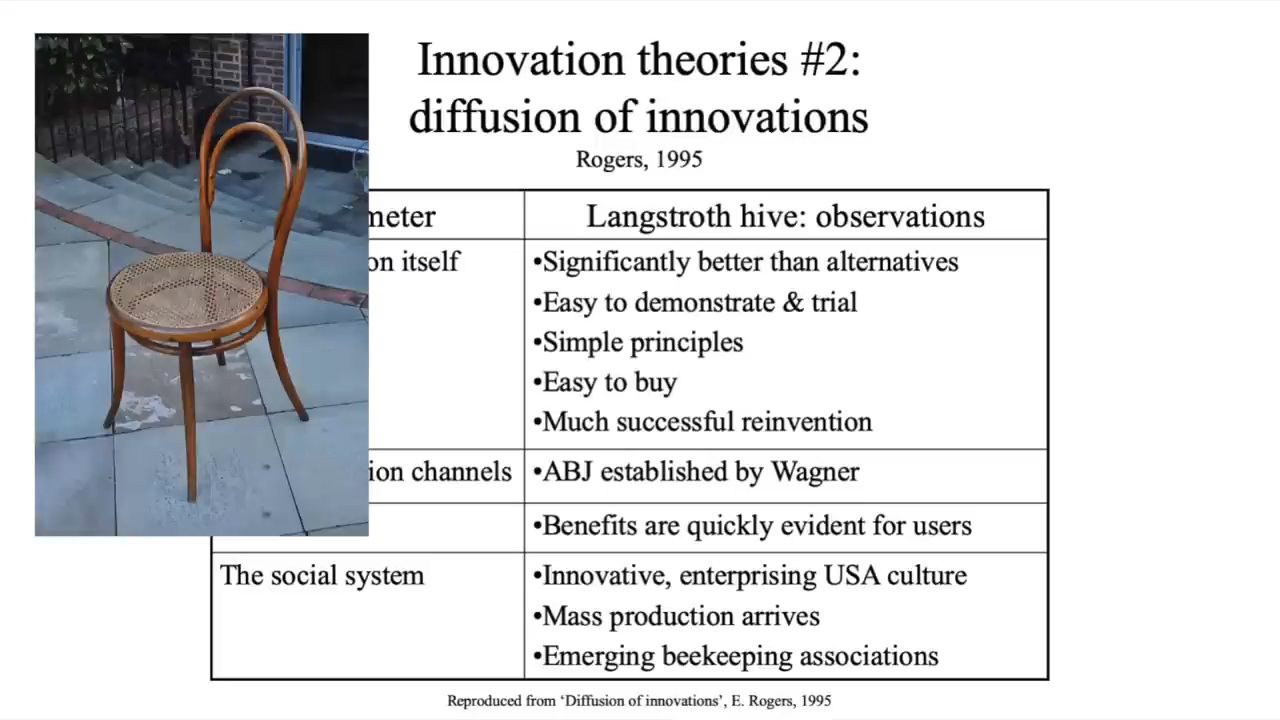 Innovation theories #2:
diffusion of innovations
Rogers, 1995
meter
Langstroth hive: observations
on itself
•Significantly better than alternatives
•Easy to demonstrate & trial
•Simple principles
•Easy to buy
•Much successful reinvention
ion channels
•ABJ established by Wagner
•Benefits are quickly evident for users
The social system
•Innovative, enterprising USA culture
•Mass production arrives
•Emerging beekeeping associations
Reproduced from ‘Diffusion of innovations’, E. Rogers, 1995